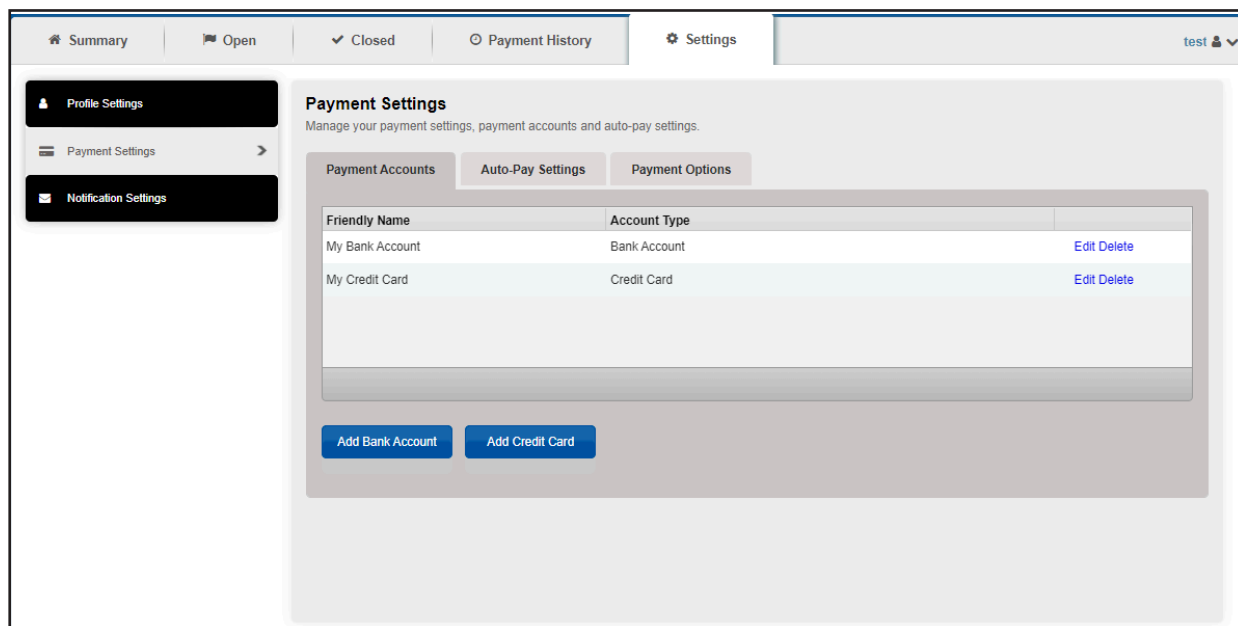 Summary Open Closed Payment History Settings test
Profile Settings
Payment Settings
Notification Settings
Payment Settings
Manage your payment settings, payment accounts and auto-pay settings.
Payment Accounts Auto-Pay Settings Payment Options
Friendly Name Account Type
My Bank Account Bank Account Edit Delete
My Credit Card Credit Card Edit Delete
Add Bank Account Add Credit Card